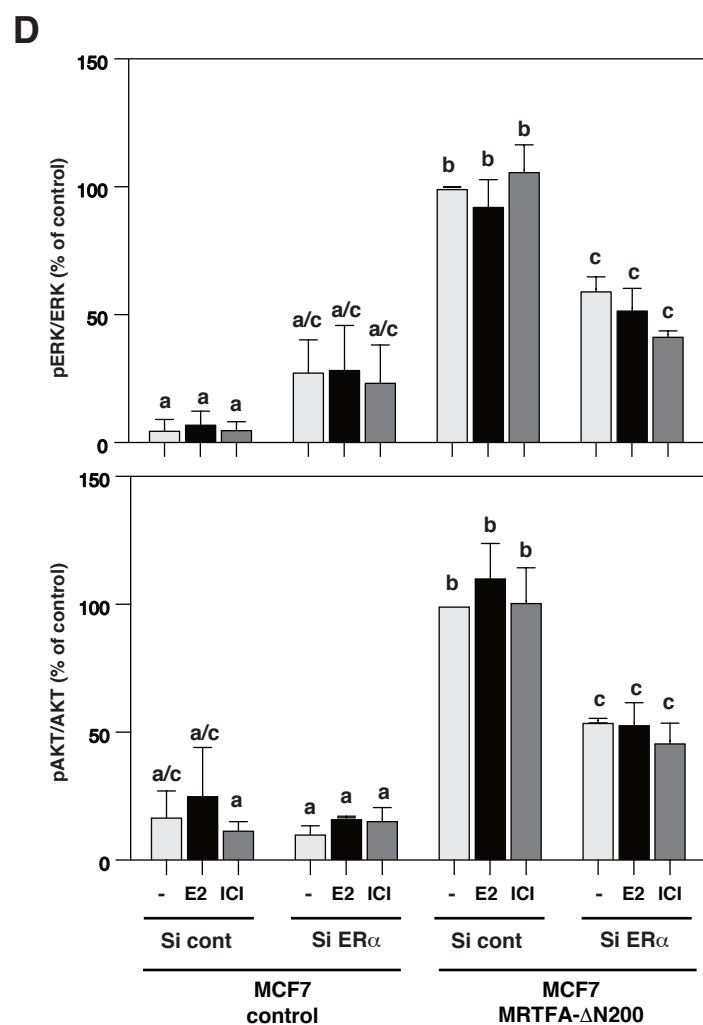 D
pERK/ERK (% of control)
150
100
50
0
a a a
a/c a/c a/c
b b b
c c c
pAKT/AKT (% of control)
150
100
50
0
a/c a/c a
a a a
b b b
c c c
- E2 ICI - E2 ICI - E2 ICI - E2 ICI
Si cont Si ERα Si cont Si ERα
MCF7 MCF7
control MRTFA-ΔN200